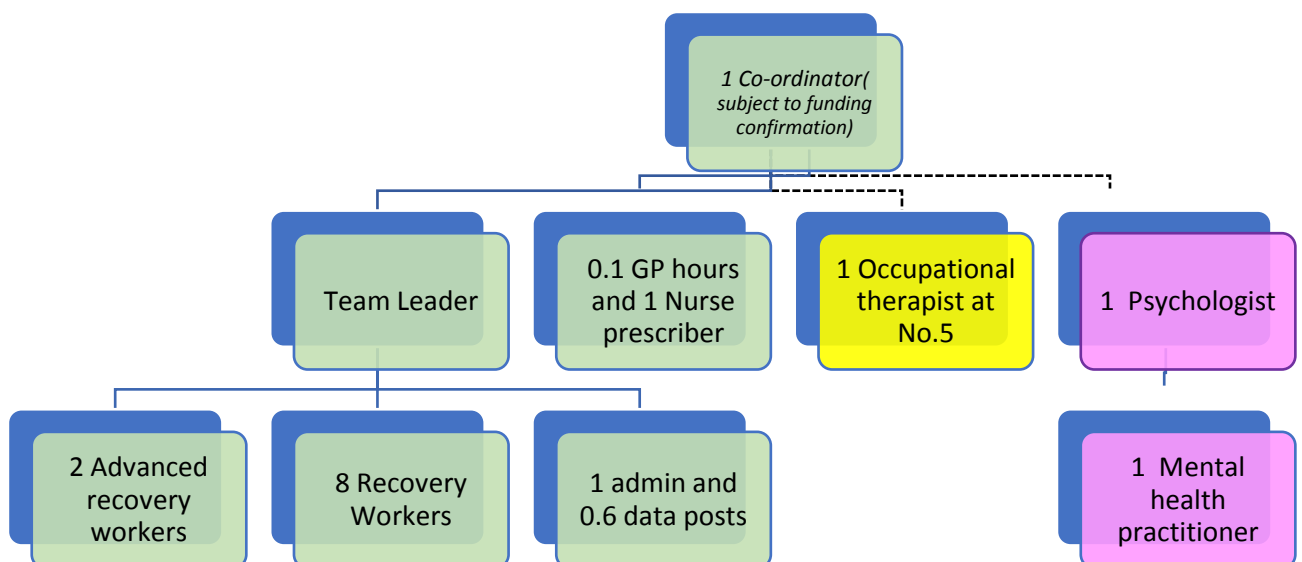 1 Co-ordinator(
subject to funding
confirmation)
Team Leader
0.1 GP hours
and 1 Nurse
prescriber
1 Occupational
therapist at
No.5
1 Psychologist
2 Advanced
recovery
workers
8 Recovery
Workers
1 admin and
0.6 data posts
1 Mental
health
practitioner